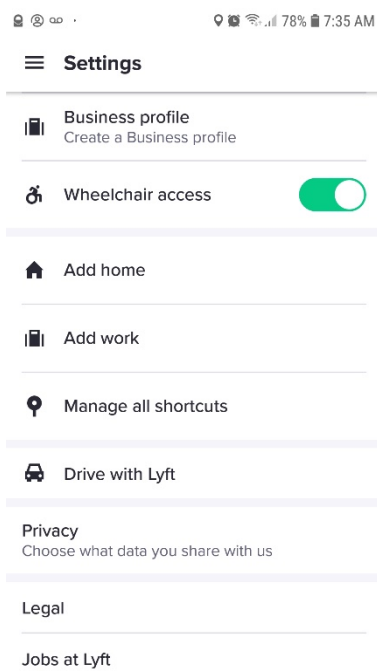 78% 7:35 AM
Settings
Business profile
Create a Business profile
Wheelchair access
Add home
Add work
Manage all shortcuts
Drive with Lyft
Privacy
Choose what data you share with us
Legal
Jobs at Lyft